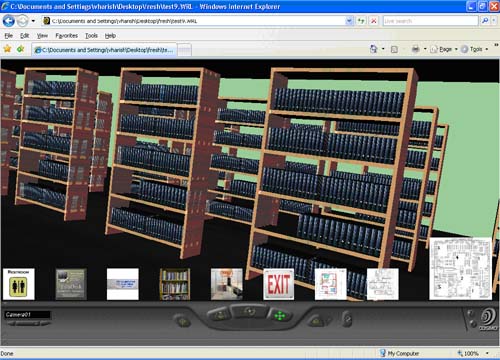 C:\Documents and Settings\vharish\Desktop\fresh\test9.WRL - Windows Internet Explorer
C:\Documents and Settings\vharish\Desktop\fresh\test9.WRL
Live Search
File Edit View Favorites Tools Help
C:\Documents and Settings\vharish\Desktop\fresh\te...
Page Tools
RESTROOM
EXIT
Camera01
Done
My Computer
100%